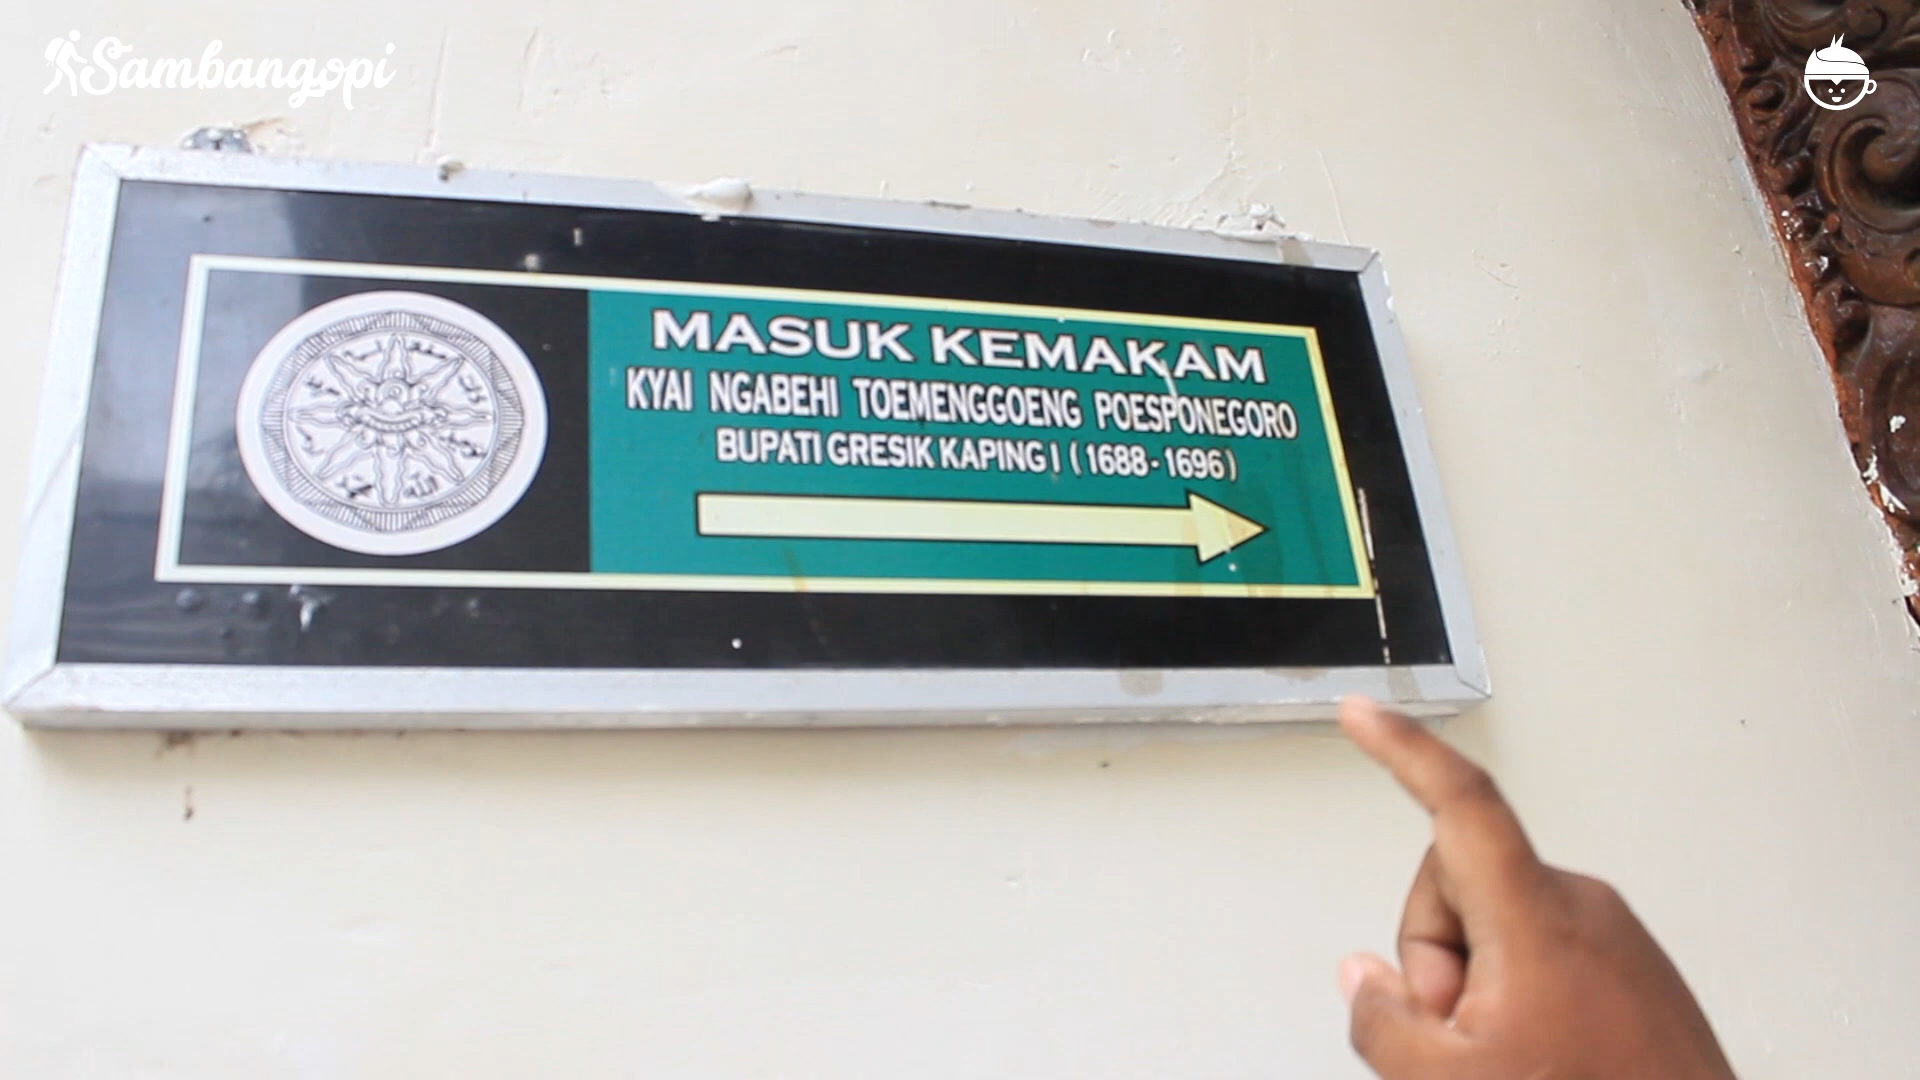 Sambangopi
MASUK KEMAKAM
KYAI NGABEHI TOEMENGGOENG POESPONEGORO
BUPATI GRESIK KAPING I ( 1688 - 1696 )